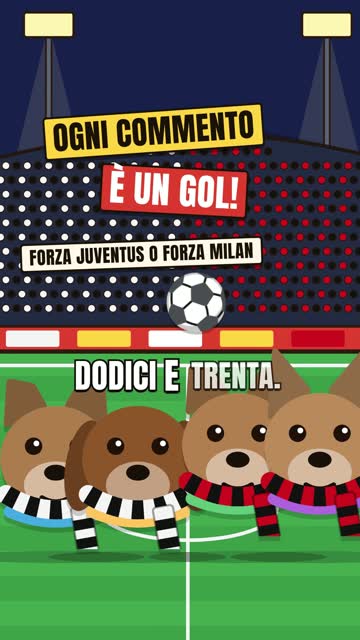 OGNI COMMENTO
È UN GOL!
FORZA JUVENTUS O FORZA MILAN
DODICI E TRENTA.